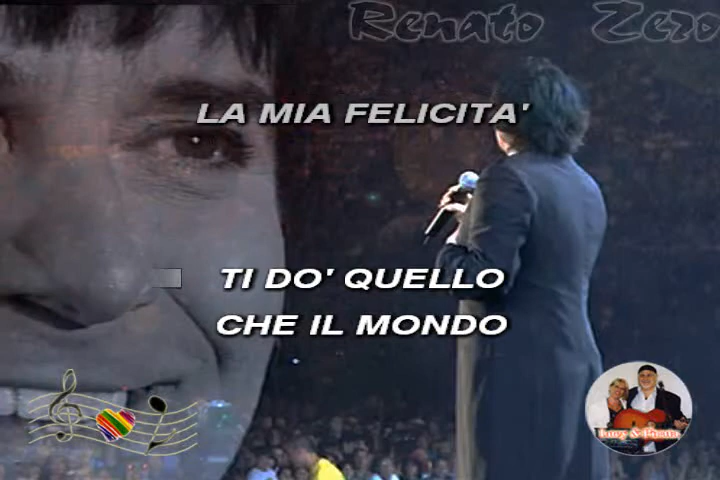 Renato Zero
LA MIA FELICITA'
TI DO' QUELLO
CHE IL MONDO